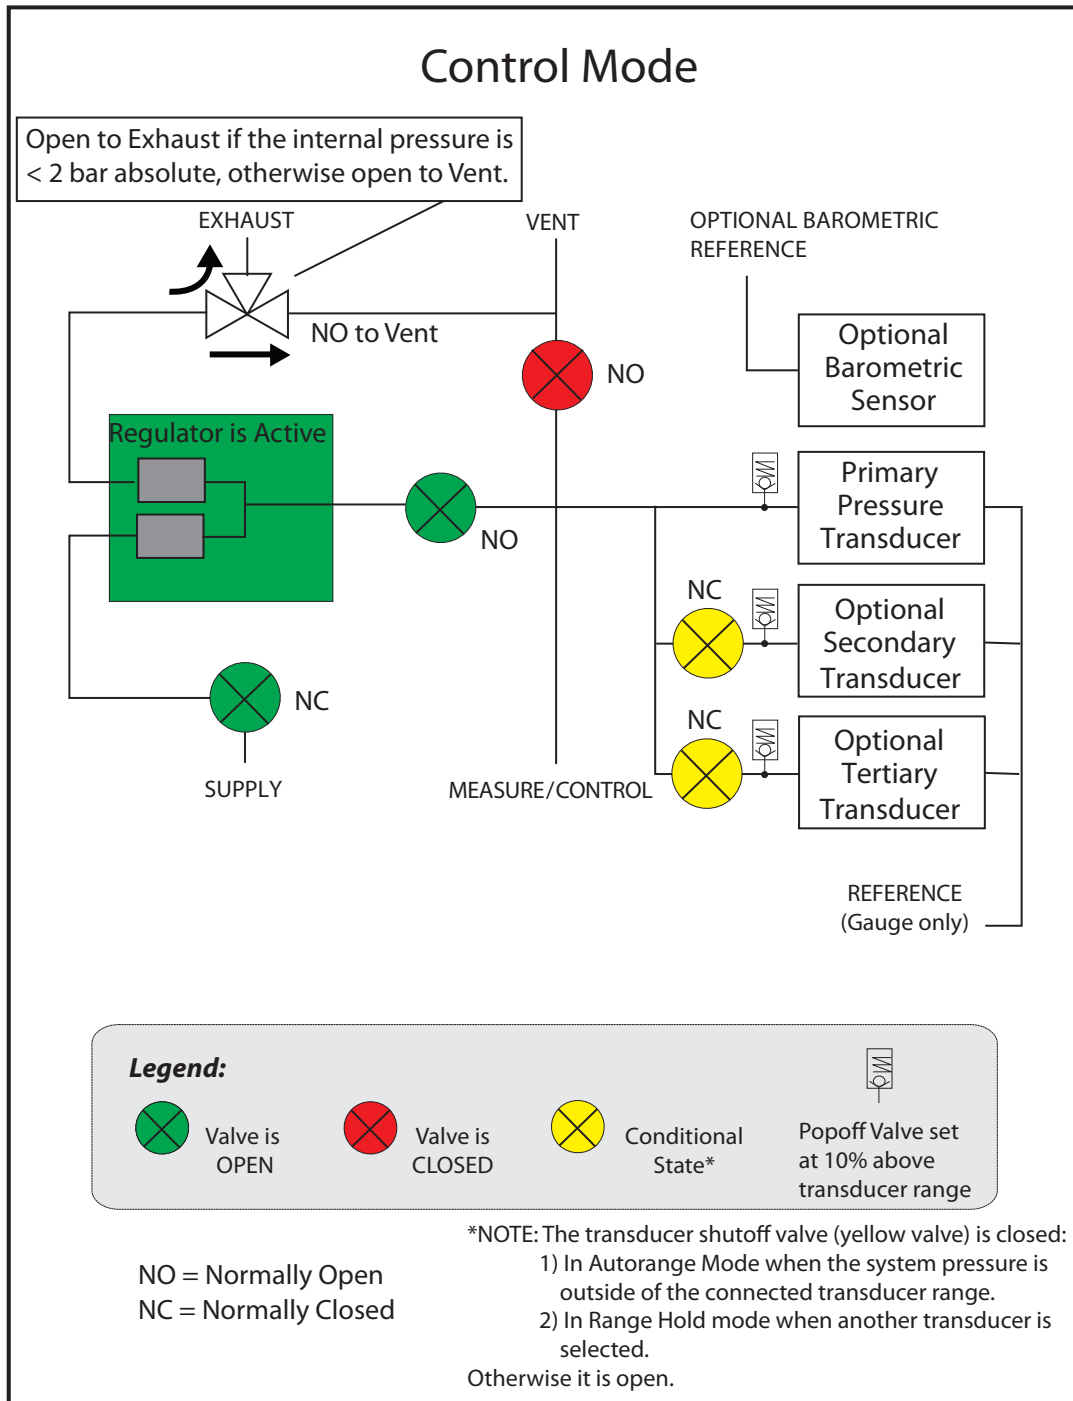 Control Mode
Open to Exhaust if the internal pressure is
< 2 bar absolute, otherwise open to Vent.
EXHAUST
VENT
OPTIONAL BAROMETRIC
REFERENCE
NO to Vent
NO
Optional
Barometric
Sensor
Regulator is Active
NO
Primary
Pressure
Transducer
NC
Optional
Secondary
Transducer
NC
SUPPLY
MEASURE/CONTROL
NC
Optional
Tertiary
Transducer
REFERENCE
(Gauge only)
Legend:
Valve is
OPEN
Valve is
CLOSED
Conditional
State*
Popoff Valve set
at 10% above
transducer range
NO = Normally Open
NC = Normally Closed
*NOTE: The transducer shutoff valve (yellow valve) is closed:
1) In Autorange Mode when the system pressure is
outside of the connected transducer range.
2) In Range Hold mode when another transducer is
selected.
Otherwise it is open.